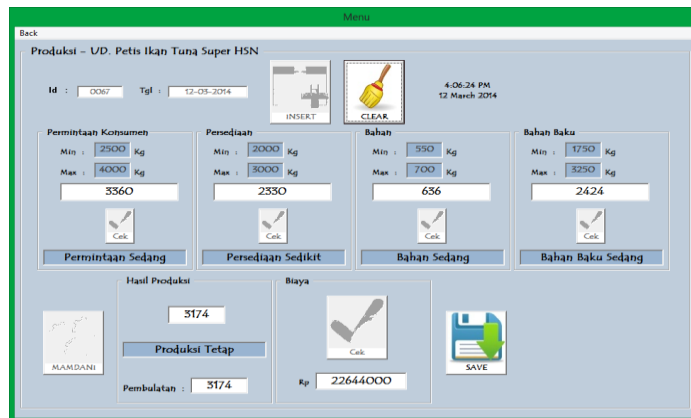 Menu
Back
Produksi - UD. Petis Ikan Tuna Super HSN
Id : 0067 Tgl : 12-03-2014
INSERT
CLEAR
4:06:24 PM
12 March 2014
Permintaan Konsumen
Min : 2500 Kg
Max : 4000 Kg
3360
Cek
Permintaan Sedang
Persediaan
Min : 2000 Kg
Max : 3000 Kg
2330
Cek
Persediaan Sedikit
Bahan
Min : 550 Kg
Max : 700 Kg
636
Cek
Bahan Sedang
Bahan Baku
Min : 1750 Kg
Max : 3250 Kg
2424
Cek
Bahan Baku Sedang
MAMDANI
Hasil Produksi
3174
Produksi Tetap
Pembulatan : 3174
Biaya
Cek
Rp 22644000
SAVE